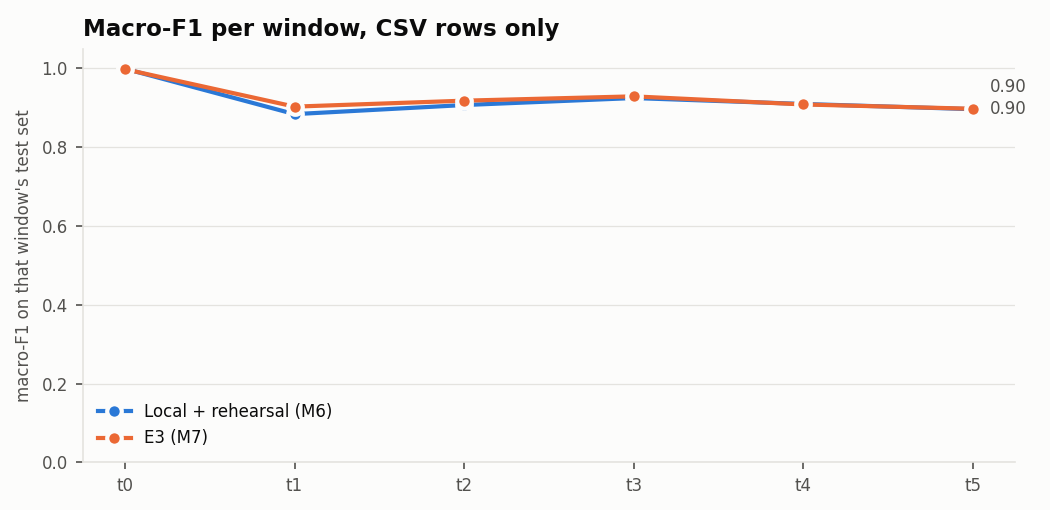 Macro-F1 per window, CSV rows only
macro-F1 on that window's test set
1.0
0.8
0.6
0.4
0.2
0.0
0.90
0.90
Local + rehearsal (M6)
E3 (M7)
t0
t1
t2
t3
t4
t5